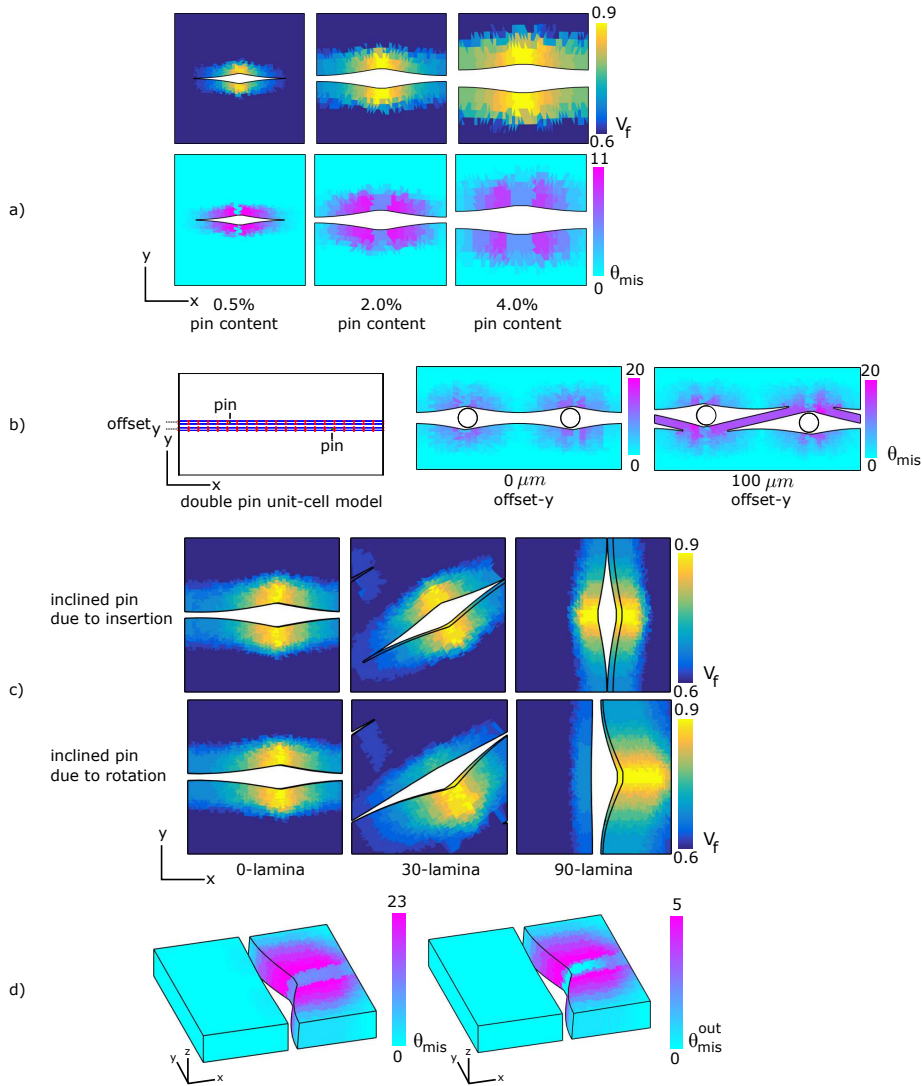 a)
0.9
V_f
0.6
11
θ_mis
0
y
x
0.5%
pin content
2.0%
pin content
4.0%
pin content
b)
offset y
pin
pin
y
x
double pin unit-cell model
20
0
0 μm
offset-y
20
θ_mis
0
100 μm
offset-y
c)
inclined pin
due to insertion
0.9
V_f
0.6
inclined pin
due to rotation
0.9
V_f
0.6
y
x
0-lamina
30-lamina
90-lamina
d)
23
θ_mis
0
y
z
x
5
θ_mis^out
0
y
z
x